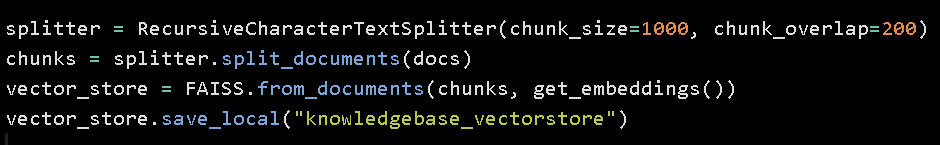 splitter = RecursiveCharacterTextSplitter(chunk_size=1000, chunk_overlap=200)
chunks = splitter.split_documents(docs)
vector_store = FAISS.from_documents(chunks, get_embeddings())
vector_store.save_local("knowledgebase_vectorstore")